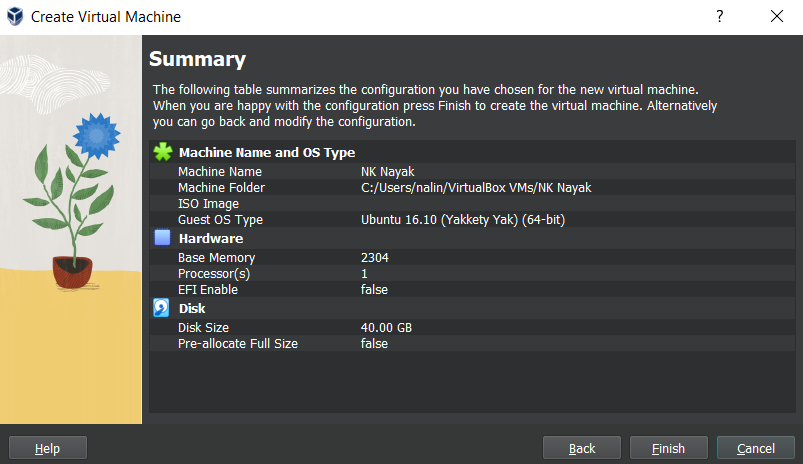 Create Virtual Machine
?
Summary
The following table summarizes the configuration you have chosen for the new virtual machine.
When you are happy with the configuration press Finish to create the virtual machine. Alternatively
you can go back and modify the configuration.
Machine Name and OS Type
Machine Name NK Nayak
Machine Folder C:/Users/nalin/VirtualBox VMs/NK Nayak
ISO Image
Guest OS Type Ubuntu 16.10 (Yakkety Yak) (64-bit)
Hardware
Base Memory 2304
Processor(s) 1
EFI Enable false
Disk
Disk Size 40.00 GB
Pre-allocate Full Size false
Help Back Finish Cancel